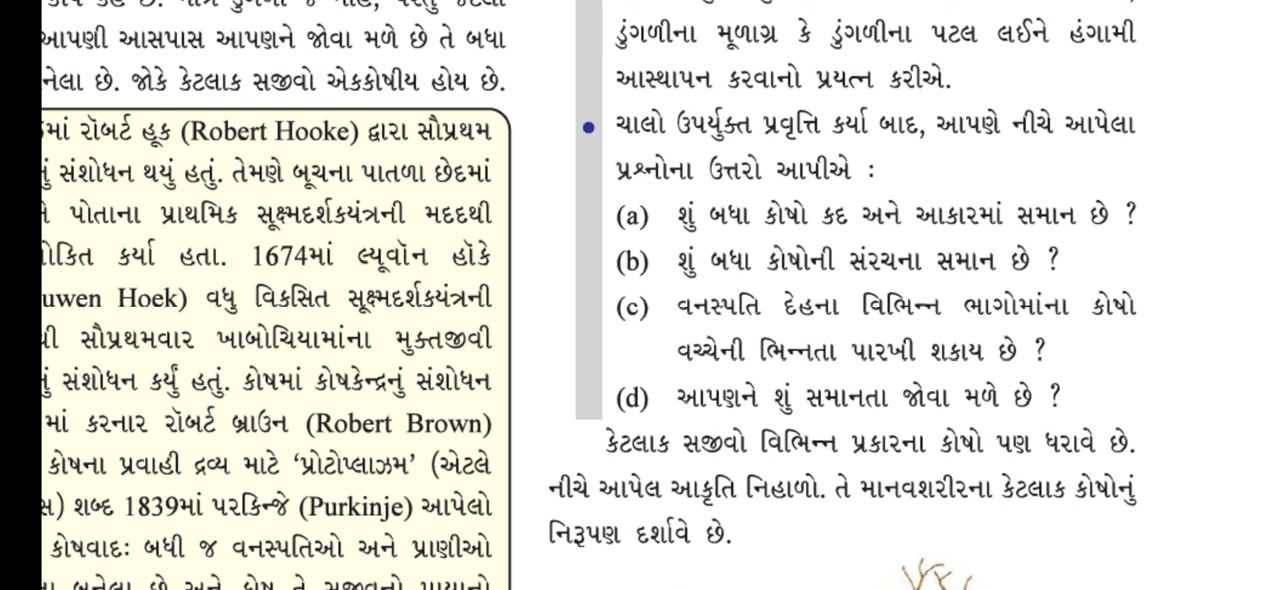 આપણી આસપાસ આપણને જોવા મળે છે તે બધા
નેલા છે. જોકે કેટલાક સજીવો એકકોષીય હોય છે.
માં રૉબર્ટ હૂક (Robert Hooke) દ્વારા સૌપ્રથમ
સંશોધન થયું હતું. તેમણે બૂચના પાતળા છેદમાં
પોતાના પ્રાથમિક સૂક્ષ્મદર્શકયંત્રની મદદથી
ોકિત કર્યા હતા. 1674માં લ્યૂવૉન હૉકે
uwen Hoek) વધુ વિકસિત સૂક્ષ્મદર્શકયંત્રની
સૌપ્રથમવાર ખાબોચિયામાંના મુક્તજીવી
સંશોધન કર્યું હતું. કોષમાં કોષકેન્દ્રનું સંશોધન
માં કરનાર રૉબર્ટ બ્રાઉન (Robert Brown)
કોષના પ્રવાહી દ્રવ્ય માટે ‘પ્રોટોપ્લાઝમ’ (એટલે
સ) શબ્દ 1839માં પરકિન્જે (Purkinje) આપેલો
કોષવાદઃ બધી જ વનસ્પતિઓ અને પ્રાણીઓ
ડુંગળીના મૂળાગ્ર કે ડુંગળીના પટલ લઈને હંગામી
આસ્થાપન કરવાનો પ્રયત્ન કરીએ.
• ચાલો ઉપર્યુક્ત પ્રવૃત્તિ કર્યા બાદ, આપણે નીચે આપેલા
પ્રશ્નોના ઉત્તરો આપીએ :
(a) શું બધા કોષો કદ અને આકારમાં સમાન છે ?
(b) શું બધા કોષોની સંરચના સમાન છે ?
(c) વનસ્પતિ દેહના વિભિન્ન ભાગોમાંના કોષો
વચ્ચેની ભિન્નતા પારખી શકાય છે ?
(d) આપણને શું સમાનતા જોવા મળે છે ?
કેટલાક સજીવો વિભિન્ન પ્રકારના કોષો પણ ધરાવે છે.
નીચે આપેલ આકૃતિ નિહાળો. તે માનવશરીરના કેટલાક કોષોનું
નિરૂપણ દર્શાવે છે.